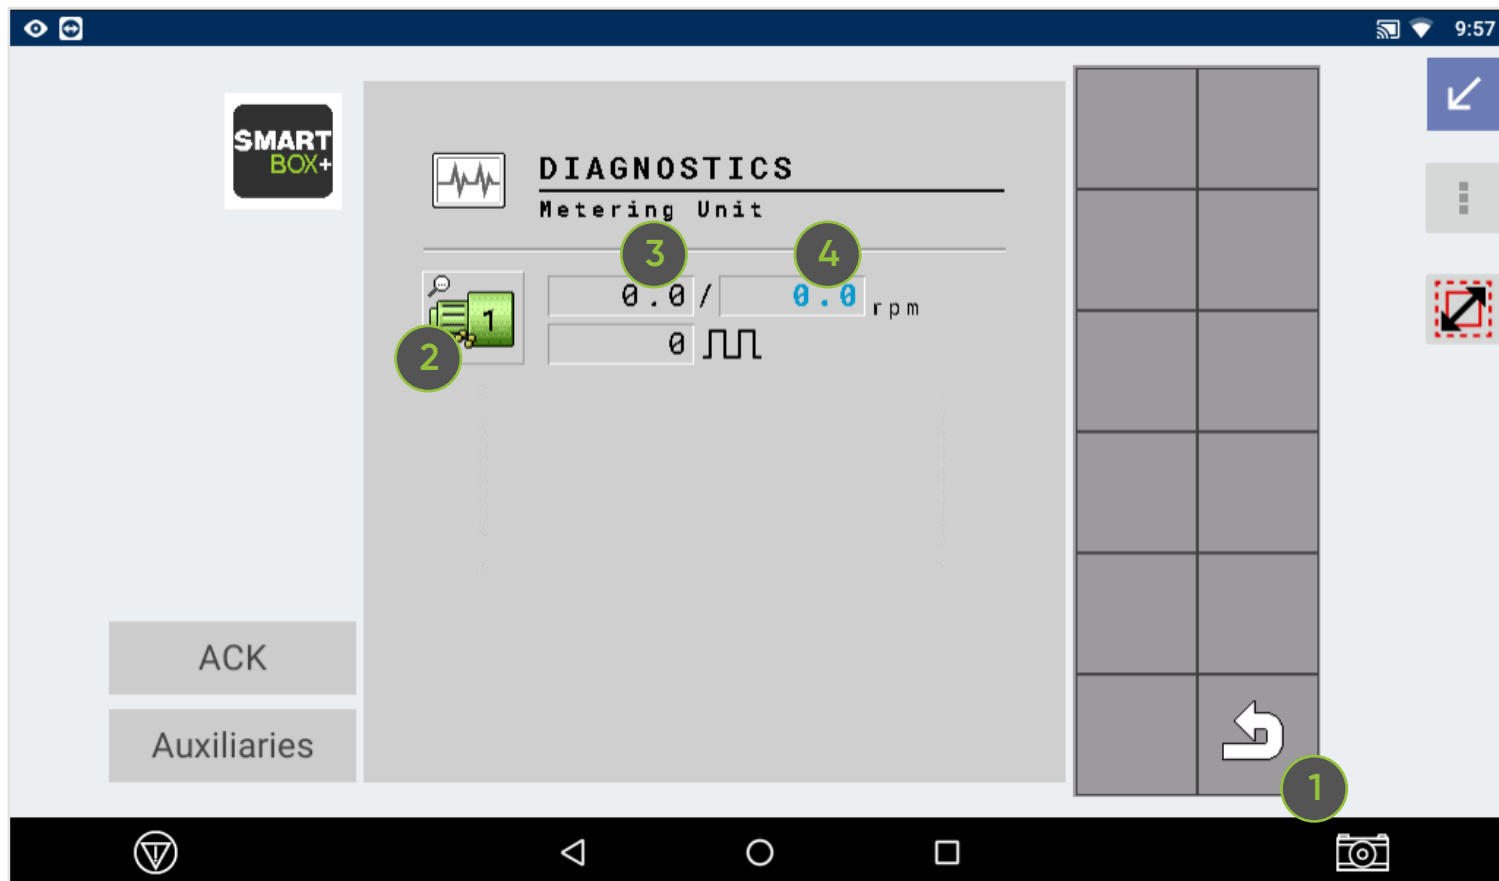 9:57
SMART
BOX+
DIAGNOSTICS
Metering Unit
3
4
1
0.0 / 0.0 rpm
2
0
ACK
Auxiliaries
1